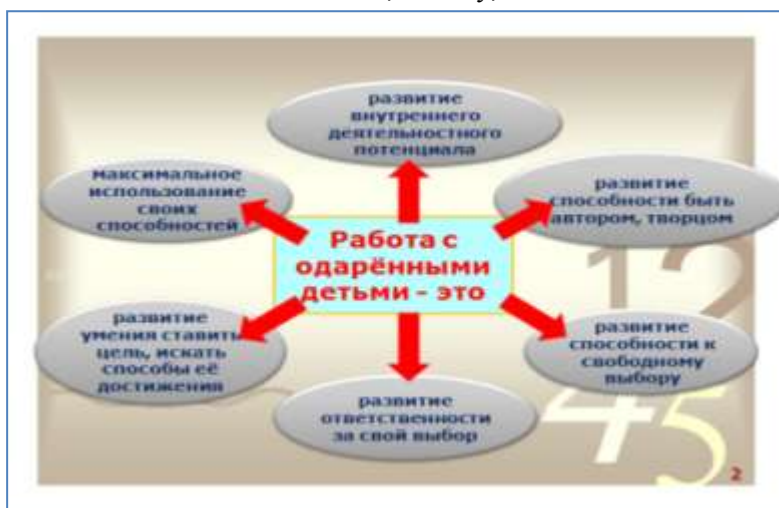 развитие
внутреннего
деятельностного
потенциала
максимальное
использование
своих
способностей
развитие
способности быть
автором, творцом
Работа с
одарёнными
детьми - это
развитие
умения ставить
цель, искать
способы её
достижения
развитие
способности к
свободному
выбору
развитие
ответственности
за свой выбор
12
45
2